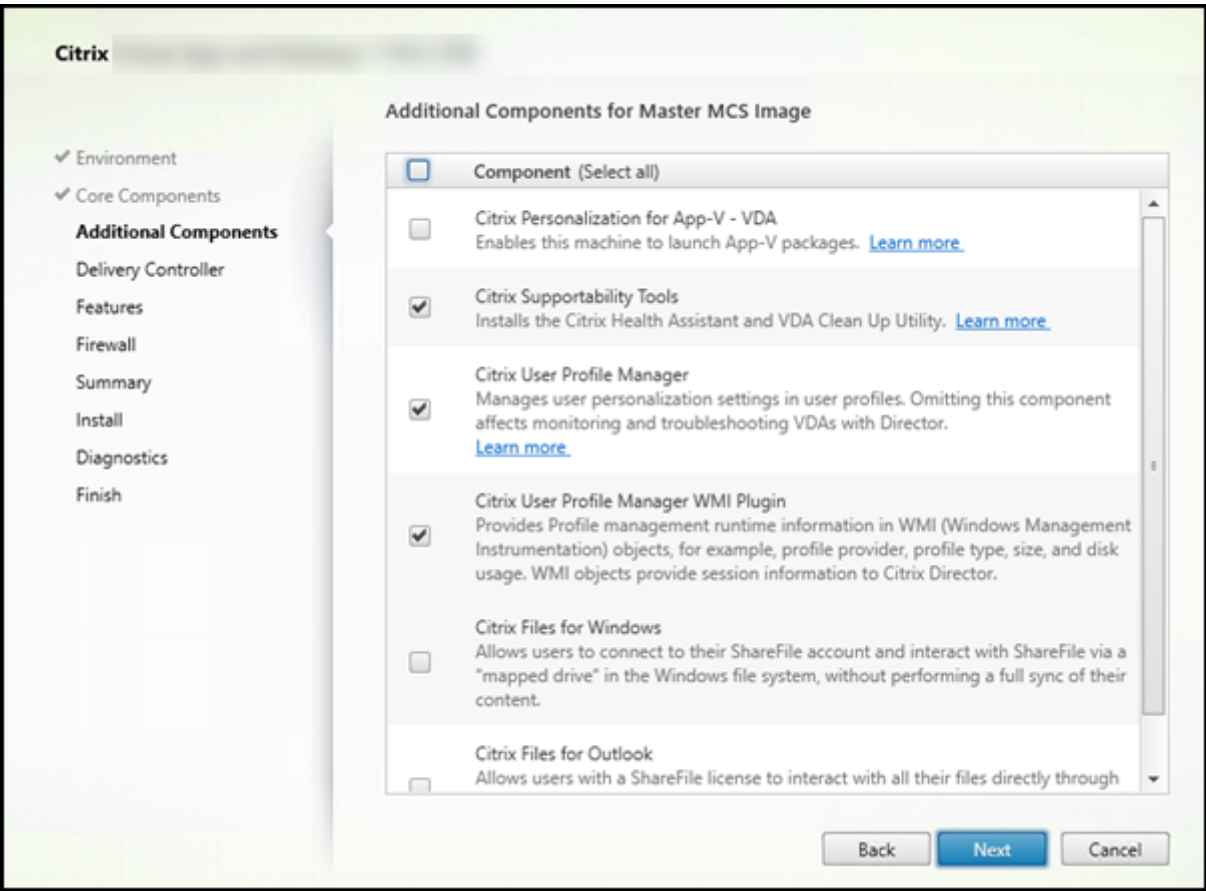 Citrix
Additional Components for Master MCS Image
Environment
Core Components
Additional Components
Delivery Controller
Features
Firewall
Summary
Install
Diagnostics
Finish
Component (Select all)
Citrix Personalization for App-V - VDA
Enables this machine to launch App-V packages. Learn more
Citrix Supportability Tools
Installs the Citrix Health Assistant and VDA Clean Up Utility. Learn more
Citrix User Profile Manager
Manages user personalization settings in user profiles. Omitting this component
affects monitoring and troubleshooting VDAs with Director.
Learn more
Citrix User Profile Manager WMI Plugin
Provides Profile management runtime information in WMI (Windows Management
Instrumentation) objects, for example, profile provider, profile type, size, and disk
usage. WMI objects provide session information to Citrix Director.
Citrix Files for Windows
Allows users to connect to their ShareFile account and interact with ShareFile via a
"mapped drive" in the Windows file system, without performing a full sync of their
content.
Citrix Files for Outlook
Allows users with a ShareFile license to interact with all their files directly through
Back
Next
Cancel